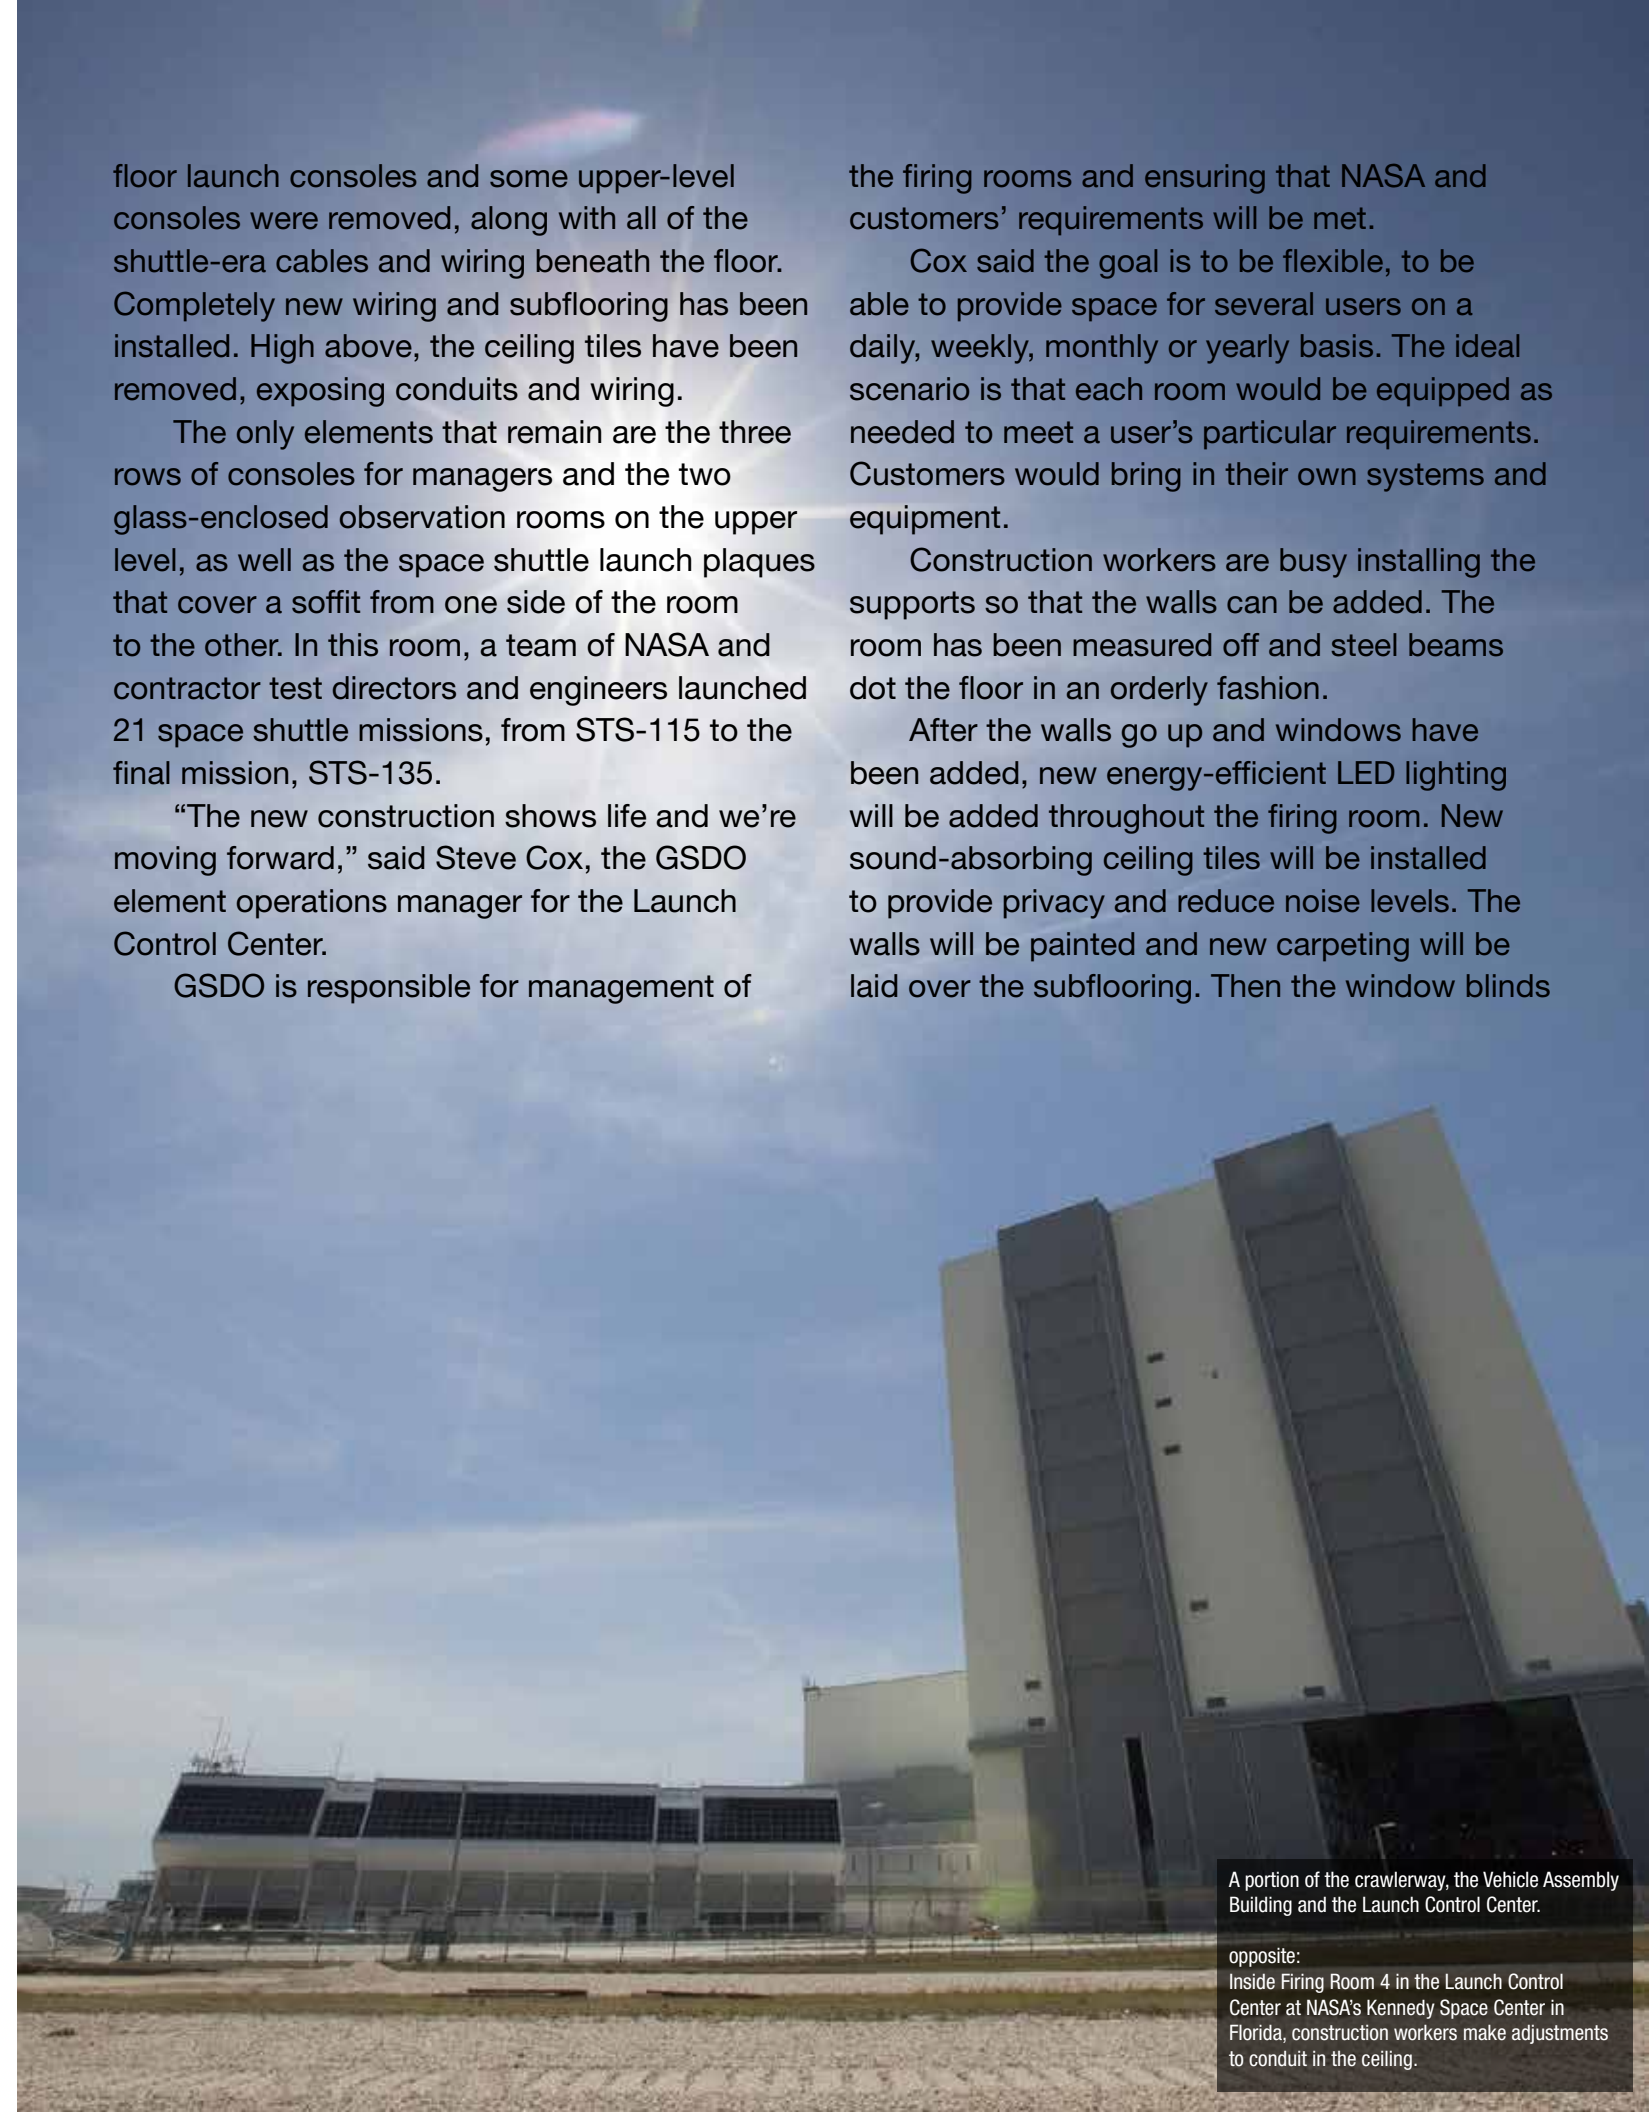 floor launch consoles and some upper-level
consoles were removed, along with all of the
shuttle-era cables and wiring beneath the floor.
Completely new wiring and subflooring has been
installed. High above, the ceiling tiles have been
removed, exposing conduits and wiring.
The only elements that remain are the three
rows of consoles for managers and the two
glass-enclosed observation rooms on the upper
level, as well as the space shuttle launch plaques
that cover a soffit from one side of the room
to the other. In this room, a team of NASA and
contractor test directors and engineers launched
21 space shuttle missions, from STS-115 to the
final mission, STS-135.
“The new construction shows life and we’re
moving forward,” said Steve Cox, the GSDO
element operations manager for the Launch
Control Center.
GSDO is responsible for management of
the firing rooms and ensuring that NASA and
customers’ requirements will be met.
Cox said the goal is to be flexible, to be
able to provide space for several users on a
daily, weekly, monthly or yearly basis. The ideal
scenario is that each room would be equipped as
needed to meet a user’s particular requirements.
Customers would bring in their own systems and
equipment.
Construction workers are busy installing the
supports so that the walls can be added. The
room has been measured off and steel beams
dot the floor in an orderly fashion.
After the walls go up and windows have
been added, new energy-efficient LED lighting
will be added throughout the firing room. New
sound-absorbing ceiling tiles will be installed
to provide privacy and reduce noise levels. The
walls will be painted and new carpeting will be
laid over the subflooring. Then the window blinds
A portion of the crawlerway, the Vehicle Assembly
Building and the Launch Control Center.
opposite:
Inside Firing Room 4 in the Launch Control
Center at NASA’s Kennedy Space Center in
Florida, construction workers make adjustments
to conduit in the ceiling.